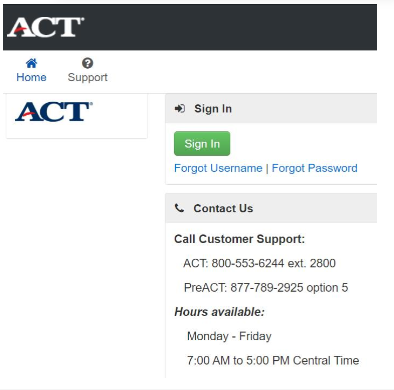 ACT
Home Support
ACT
Sign In
Sign In
Forgot Username | Forgot Password
Contact Us
Call Customer Support:
ACT: 800-553-6244 ext. 2800
PreACT: 877-789-2925 option 5
Hours available:
Monday - Friday
7:00 AM to 5:00 PM Central Time